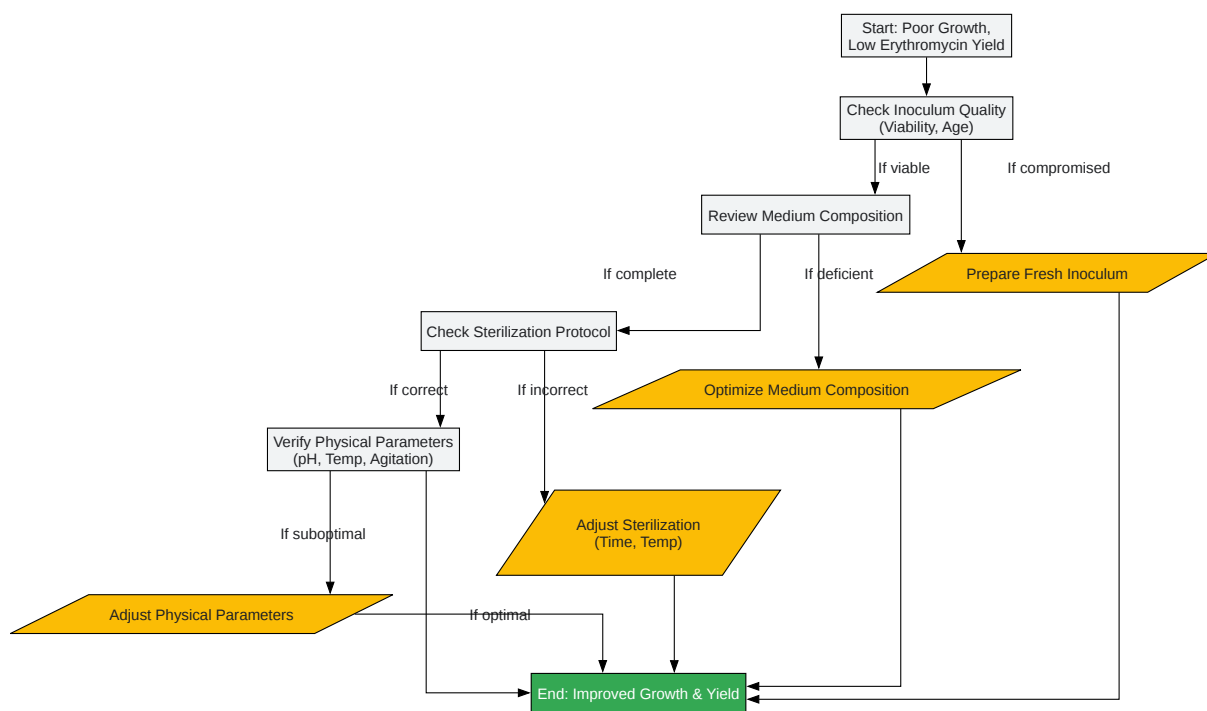 Start: Poor Growth,
Low Erythromycin Yield
Check Inoculum Quality
(Viability, Age)
If viable
If compromised
Review Medium Composition
If complete
If deficient
Prepare Fresh Inoculum
Check Sterilization Protocol
If correct
If incorrect
Optimize Medium Composition
Verify Physical Parameters
(pH, Temp, Agitation)
If suboptimal
Adjust Sterilization
(Time, Temp)
Adjust Physical Parameters
If optimal
End: Improved Growth & Yield